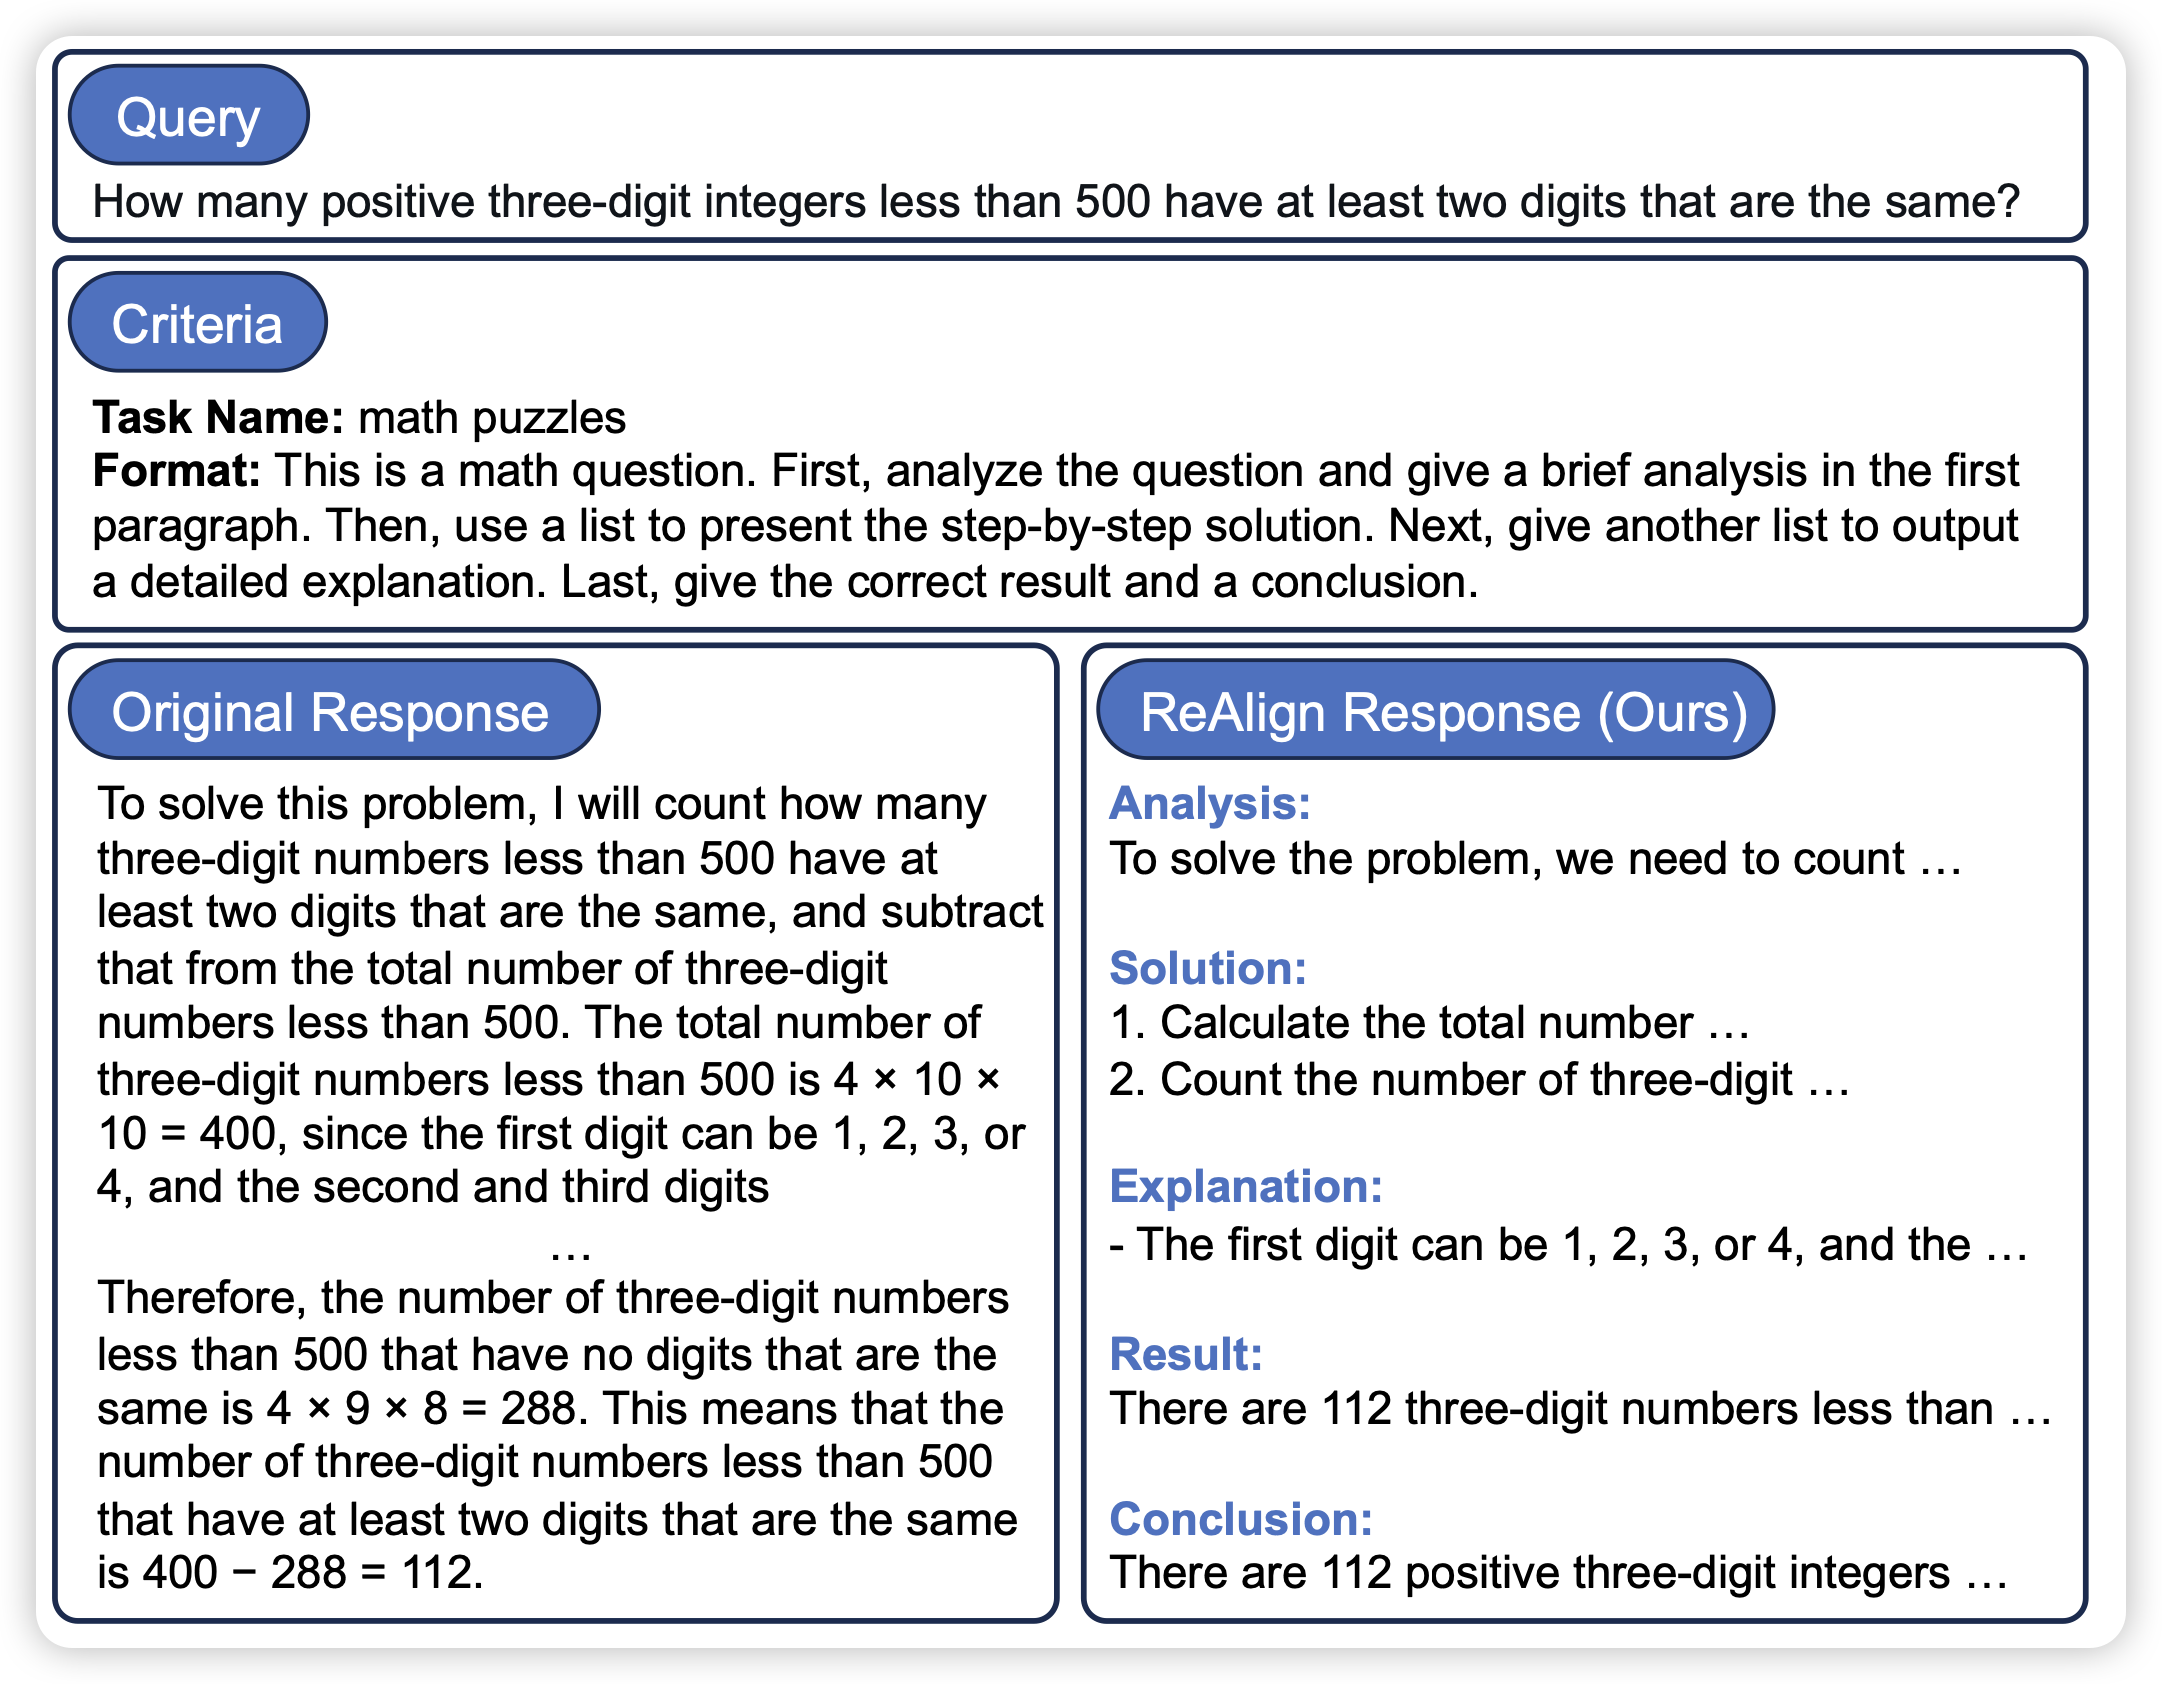 Query
How many positive three-digit integers less than 500 have at least two digits that are the same?
Criteria
Task Name: math puzzles
Format: This is a math question. First, analyze the question and give a brief analysis in the first
paragraph. Then, use a list to present the step-by-step solution. Next, give another list to output
a detailed explanation. Last, give the correct result and a conclusion.
Original Response
To solve this problem, I will count how many
three-digit numbers less than 500 have at
least two digits that are the same, and subtract
that from the total number of three-digit
numbers less than 500. The total number of
three-digit numbers less than 500 is 4 × 10 ×
10 = 400, since the first digit can be 1, 2, 3, or
4, and the second and third digits
…
Therefore, the number of three-digit numbers
less than 500 that have no digits that are the
same is 4 × 9 × 8 = 288. This means that the
number of three-digit numbers less than 500
that have at least two digits that are the same
is 400 − 288 = 112.
ReAlign Response (Ours)
Analysis:
To solve the problem, we need to count …
Solution:
1. Calculate the total number …
2. Count the number of three-digit …
Explanation:
- The first digit can be 1, 2, 3, or 4, and the …
Result:
There are 112 three-digit numbers less than …
Conclusion:
There are 112 positive three-digit integers …